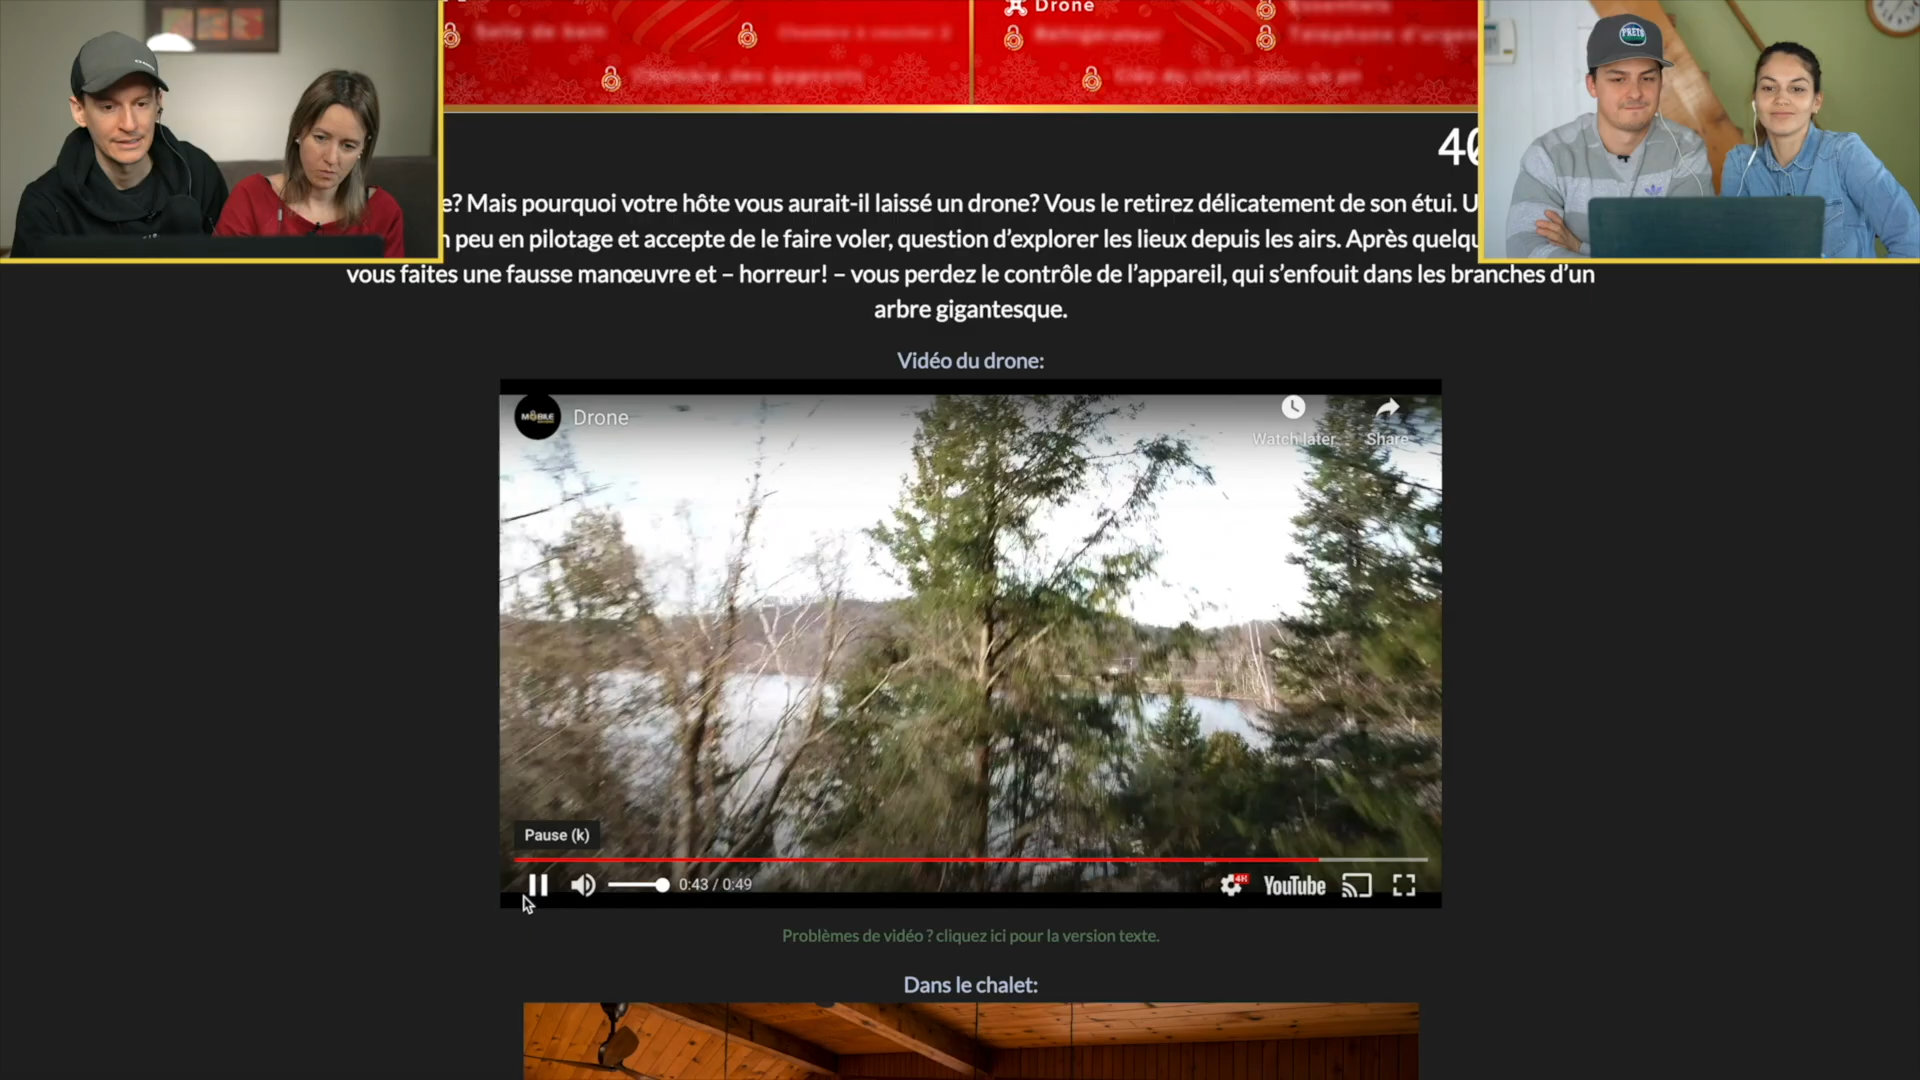 Drone
40
e? Mais pourquoi votre hôte vous aurait-il laissé un drone? Vous le retirez délicatement de son étui. U
n peu en pilotage et accepte de le faire voler, question d’explorer les lieux depuis les airs. Après quelqu
vous faites une fausse manœuvre et – horreur! – vous perdez le contrôle de l’appareil, qui s’enfouit dans les branches d’un
arbre gigantesque.
Vidéo du drone:
MOBILE
Drone
Watch later
Share
Pause (k)
0:43 / 0:49
YouTube
Problèmes de vidéo ? cliquez ici pour la version texte.
Dans le chalet: